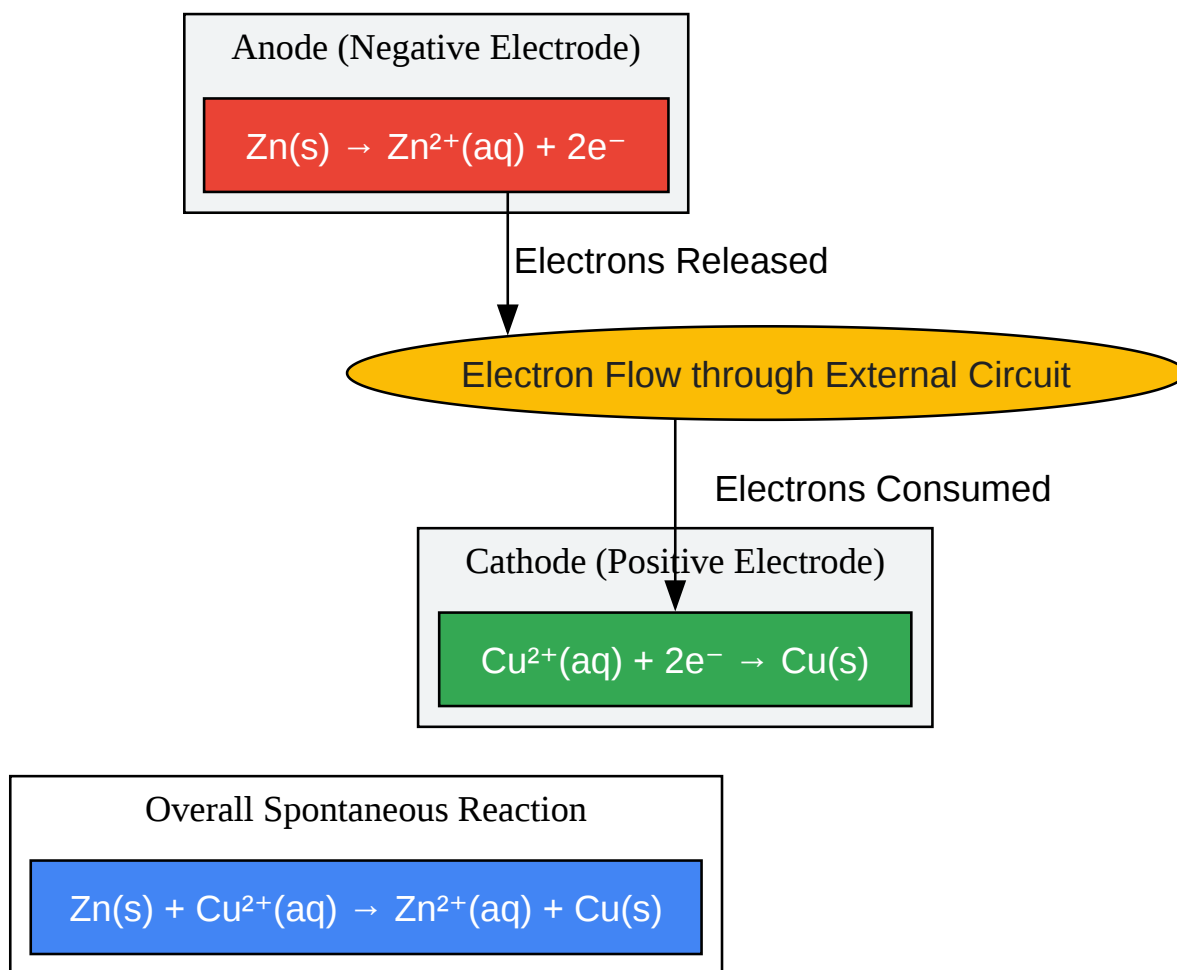 Anode (Negative Electrode)
Zn(s) → Zn²⁺(aq) + 2e⁻
Electrons Released
Electron Flow through External Circuit
Electrons Consumed
Cathode (Positive Electrode)
Cu²⁺(aq) + 2e⁻ → Cu(s)
Overall Spontaneous Reaction
Zn(s) + Cu²⁺(aq) → Zn²⁺(aq) + Cu(s)